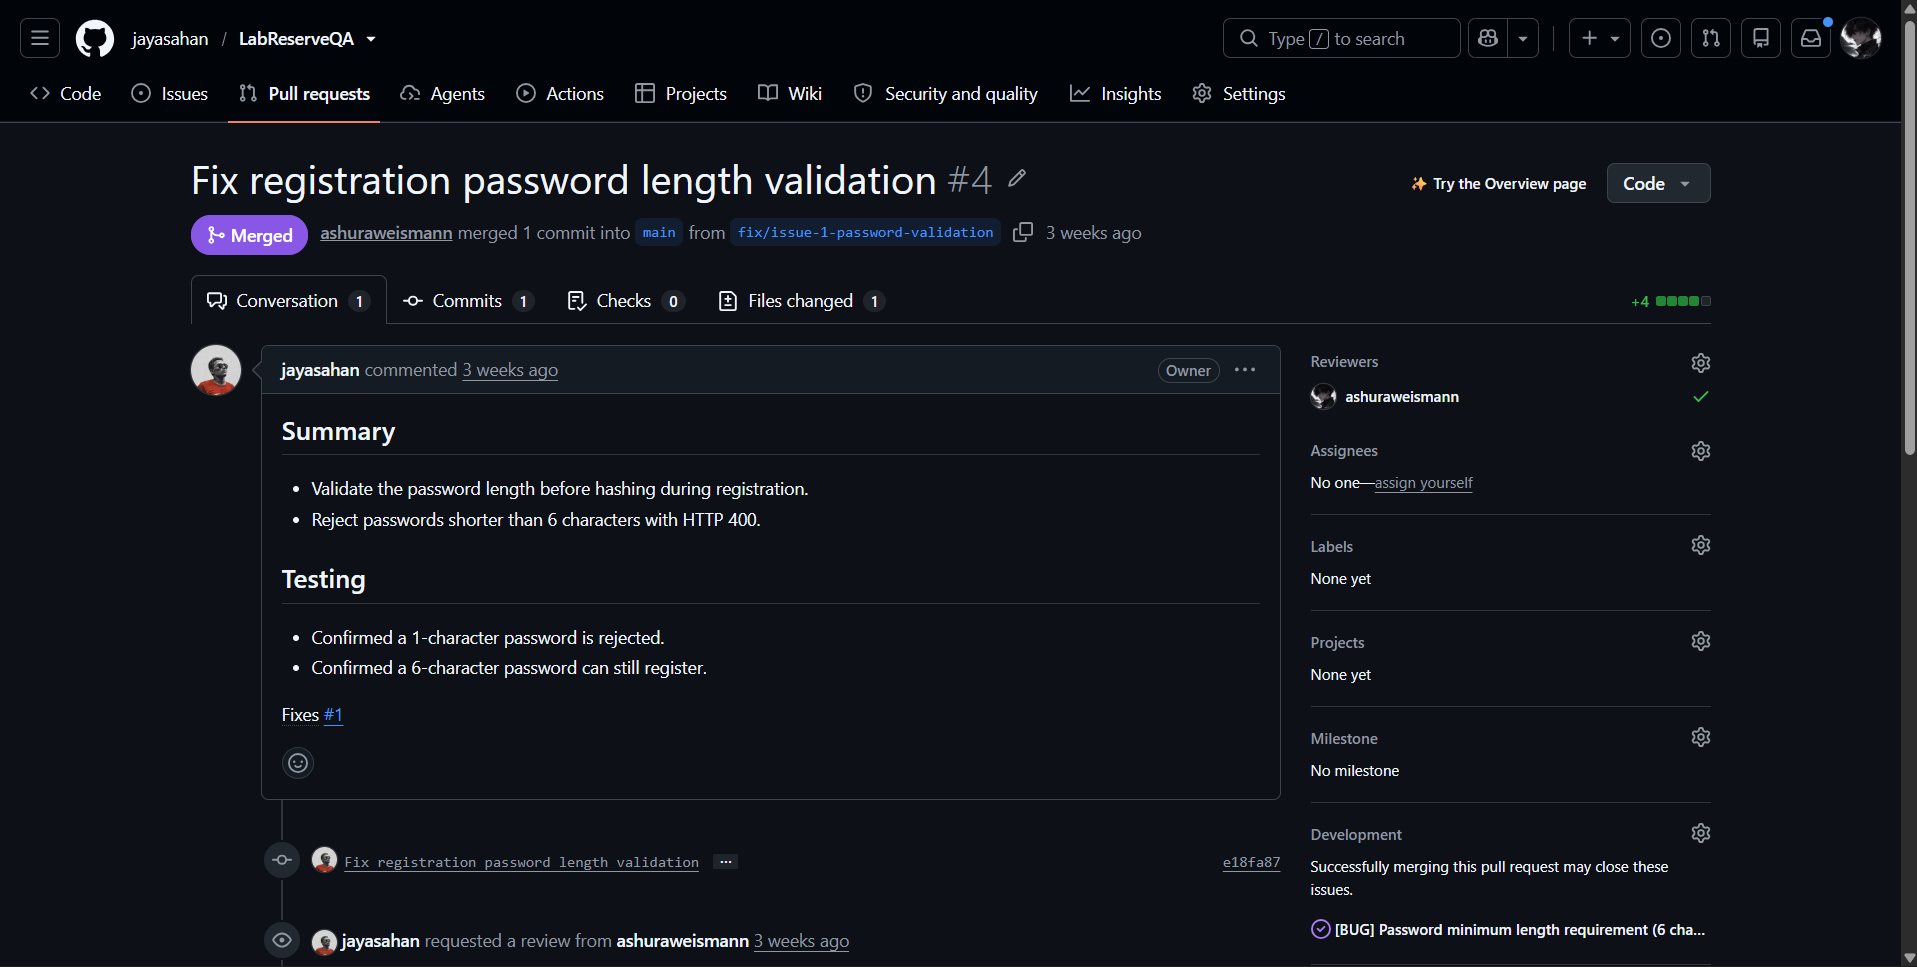 jayasahan / LabReserveQA
Type / to search
Code
Issues
Pull requests
Agents
Actions
Projects
Wiki
Security and quality
Insights
Settings
Fix registration password length validation #4
Try the Overview page
Code
Merged
ashuraweismann merged 1 commit into main from fix/issue-1-password-validation 3 weeks ago
Conversation 1
Commits 1
Checks 0
Files changed 1
+4
jayasahan commented 3 weeks ago
Owner
Summary
• Validate the password length before hashing during registration.
• Reject passwords shorter than 6 characters with HTTP 400.
Testing
• Confirmed a 1-character password is rejected.
• Confirmed a 6-character password can still register.
Fixes #1
Fix registration password length validation ...
e18fa87
jayasahan requested a review from ashuraweismann 3 weeks ago
Reviewers
ashuraweismann
Assignees
No one—assign yourself
Labels
None yet
Projects
None yet
Milestone
No milestone
Development
Successfully merging this pull request may close these
issues.
[BUG] Password minimum length requirement (6 cha...